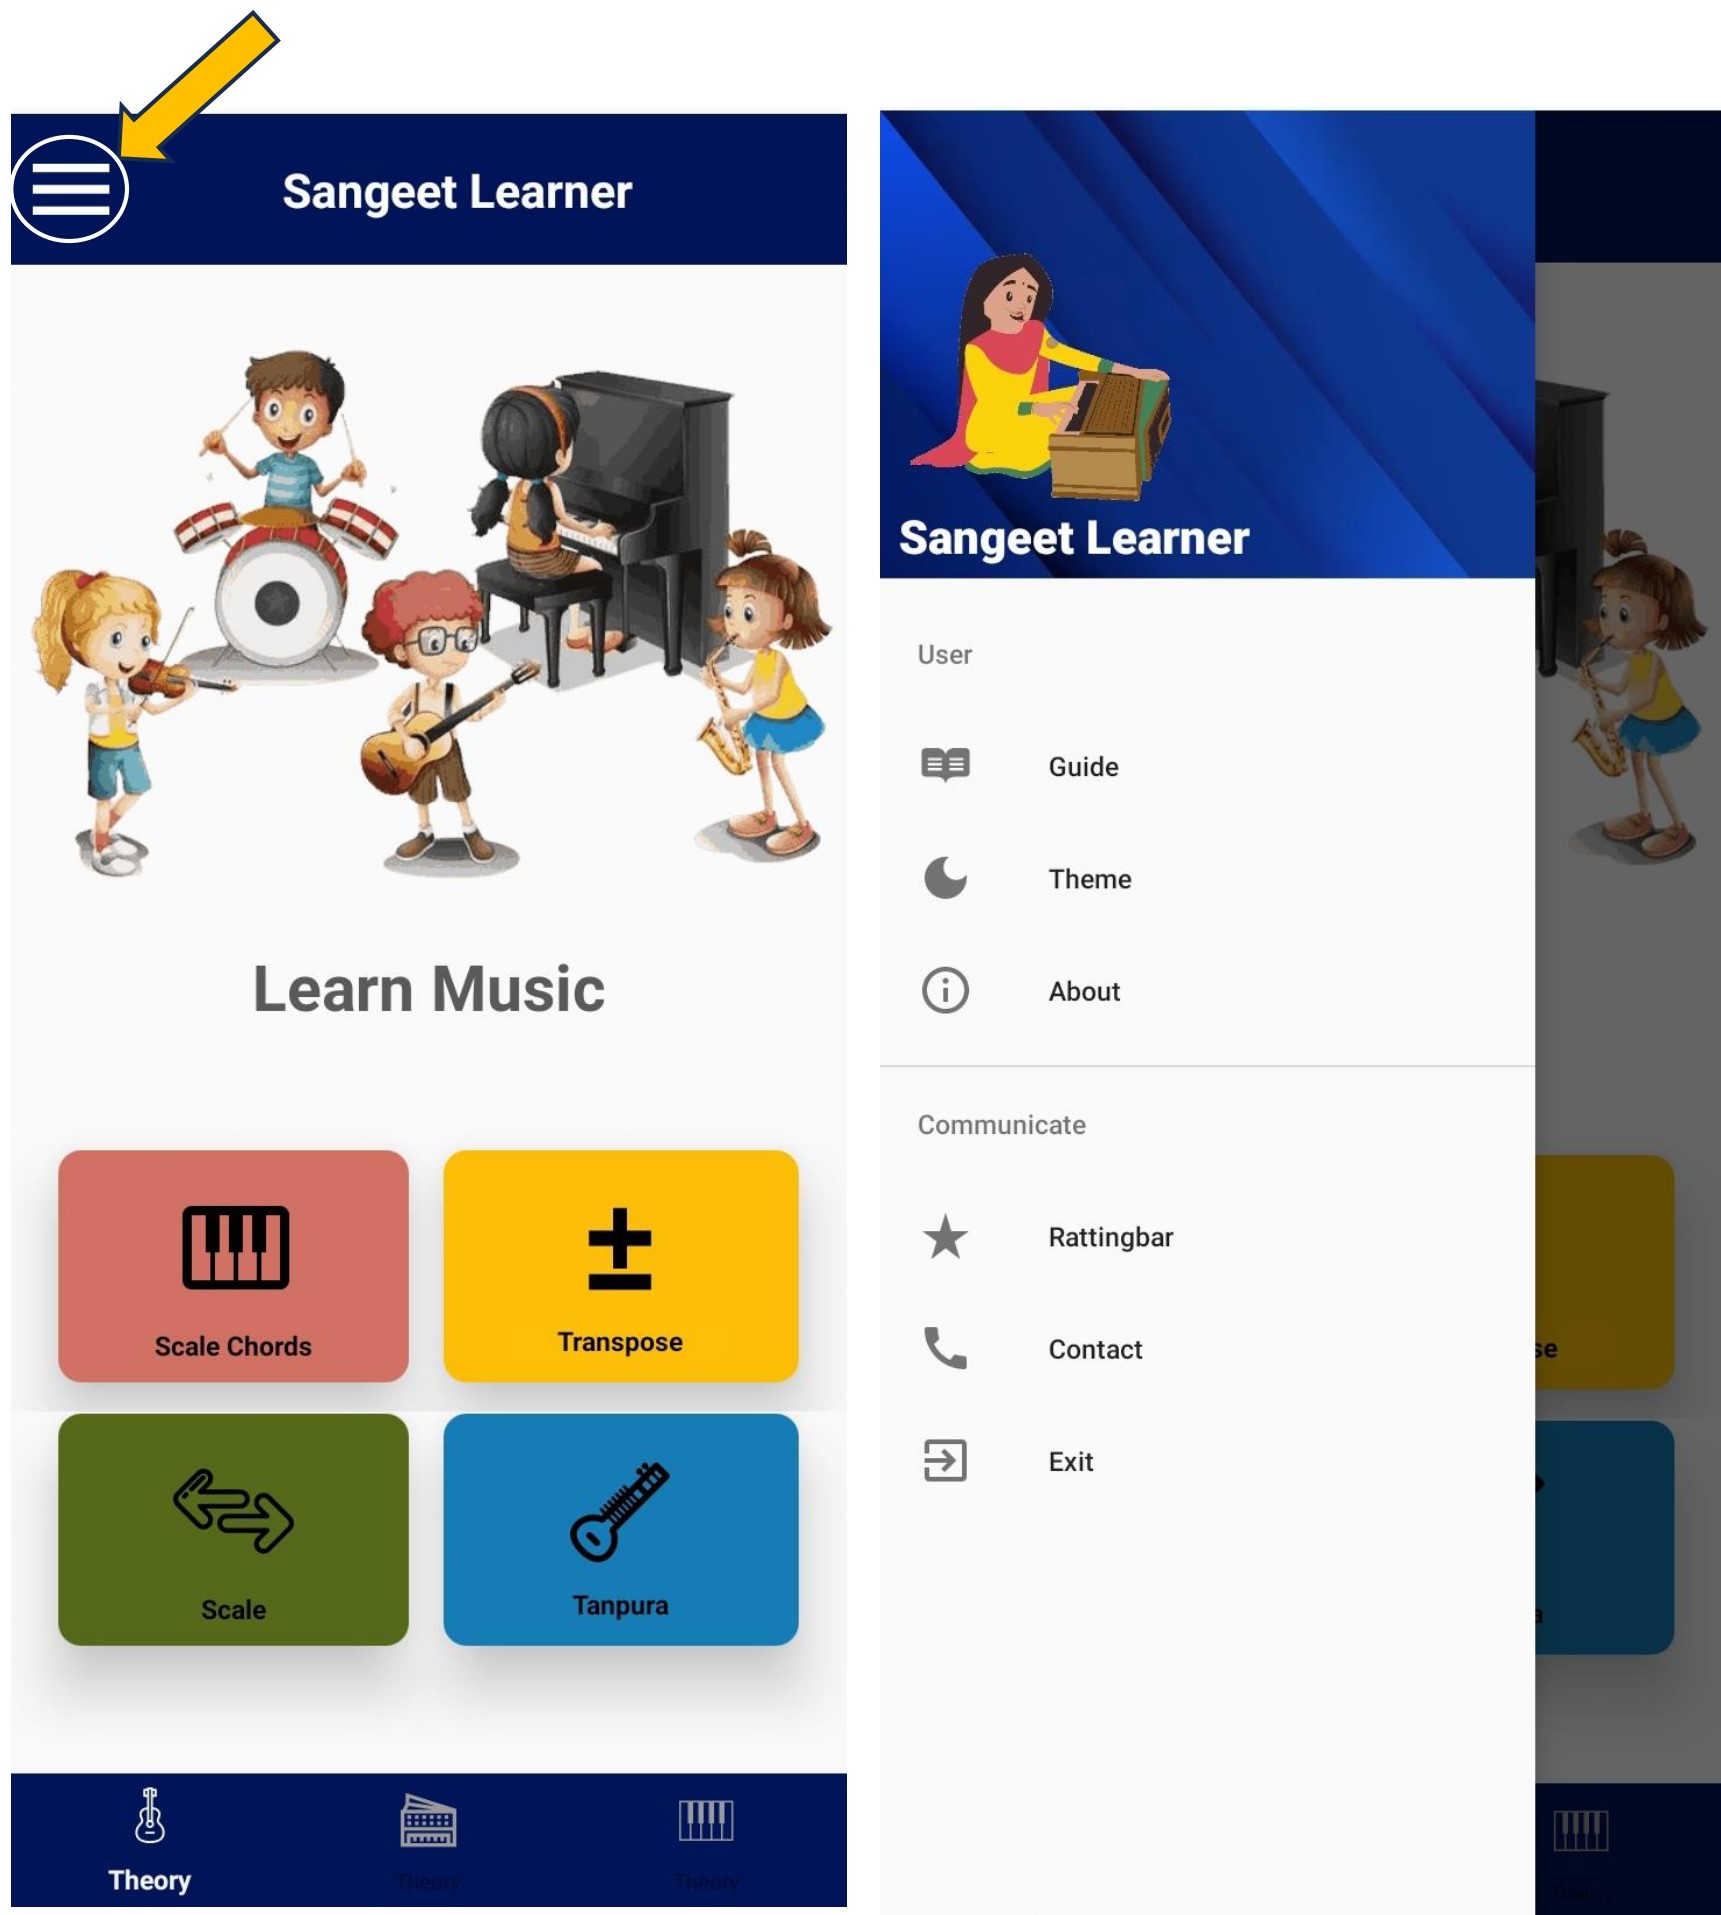 Sangeet Learner
Learn Music
Scale Chords
Transpose
Scale
Tanpura
Theory
Theory
Theory
Sangeet Learner
User
Guide
Theme
About
Communicate
Rattingbar
Contact
Exit
se
a